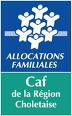 ALLOCATIONS
FAMILIALES
Caf
de la Région
Choletaise